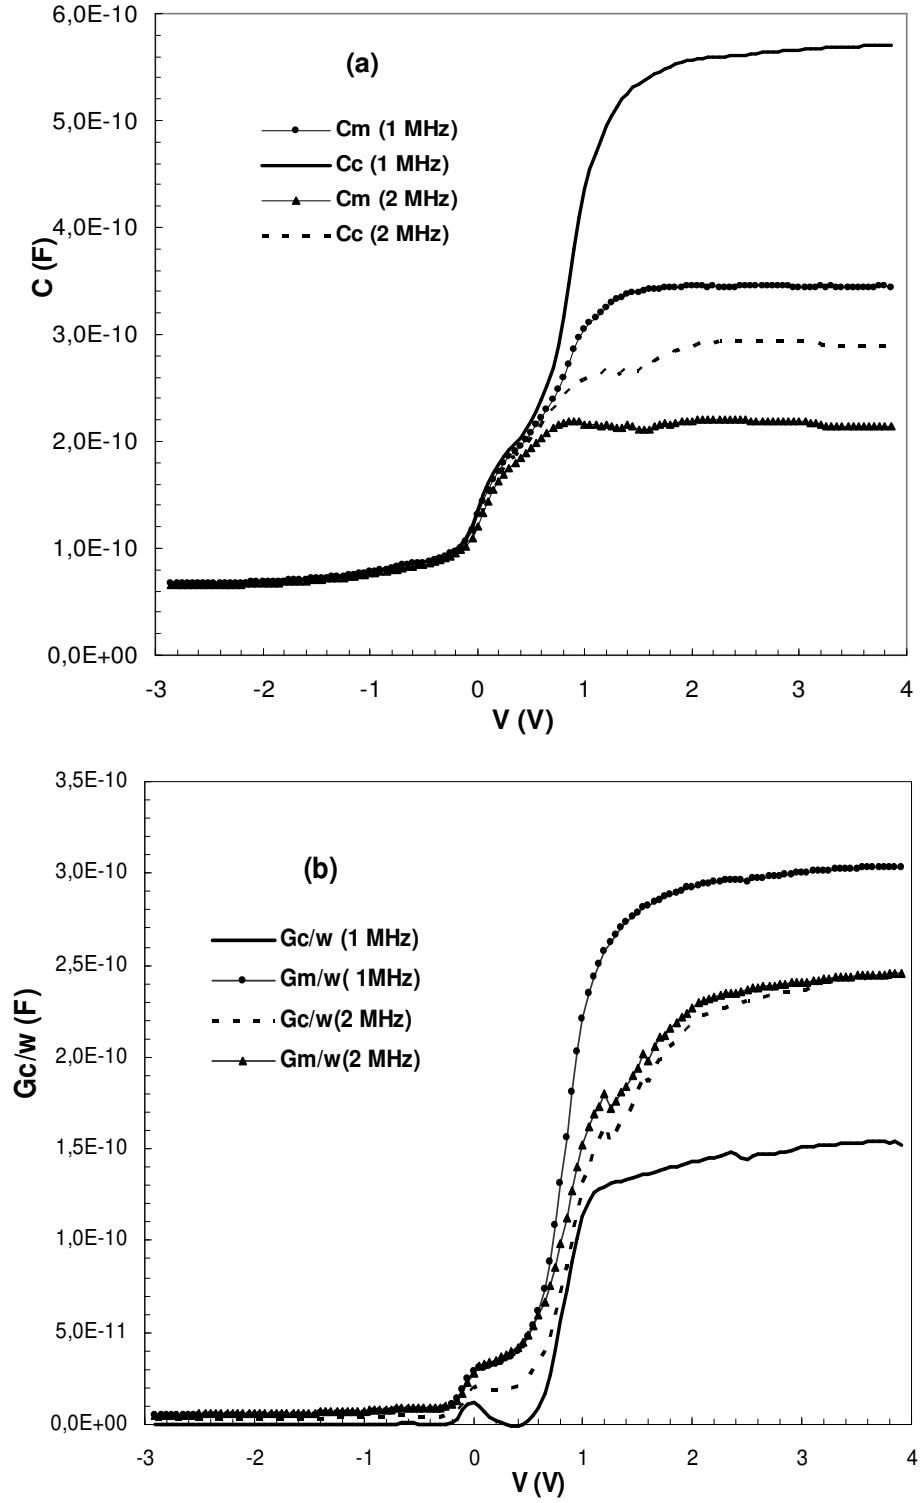 6,0E-10
(a)
5,0E-10
Cm (1 MHz)
Cc (1 MHz)
Cm (2 MHz)
4,0E-10
Cc (2 MHz)
C (F)
3,0E-10
2,0E-10
1,0E-10
0,0E+00
-3 -2 -1 0 1 2 3 4
V (V)
3,5E-10
3,0E-10
(b)
Gc/w (1 MHz)
2,5E-10
Gm/w( 1MHz)
Gc/w(2 MHz)
2,0E-10
Gm/w(2 MHz)
Gc/w (F)
1,5E-10
1,0E-10
5,0E-11
0,0E+00
-3 -2 -1 0 1 2 3 4
V (V)